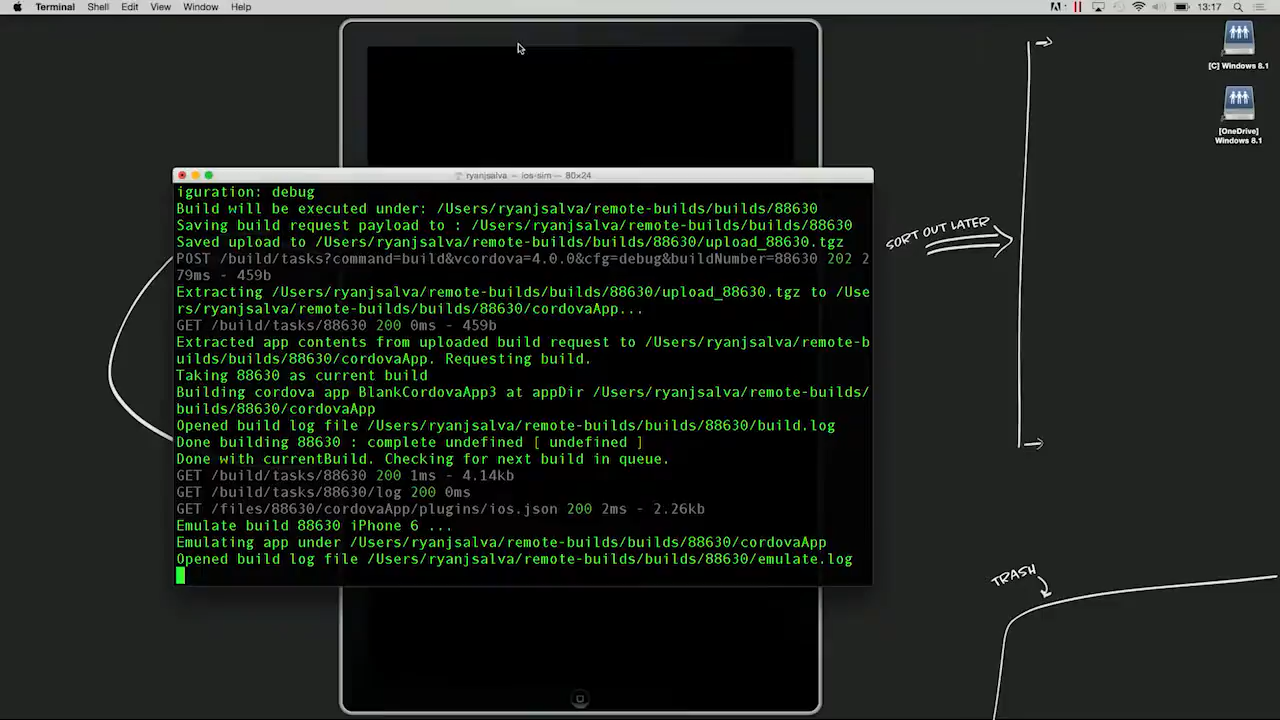 Terminal Shell Edit View Window Help 13:17
[C] Windows 8.1
[OneDrive]
Windows 8.1
ryanjsalva — ios-sim — 80×24
iguration: debug
Build will be executed under: /Users/ryanjsalva/remote-builds/builds/88630
Saving build request payload to : /Users/ryanjsalva/remote-builds/builds/88630
Saved upload to /Users/ryanjsalva/remote-builds/builds/88630/upload_88630.tgz
POST /build/tasks?command=build&vcordova=4.0.0&cfg=debug&buildNumber=88630 202 2
79ms - 459b
Extracting /Users/ryanjsalva/remote-builds/builds/88630/upload_88630.tgz to /Use
rs/ryanjsalva/remote-builds/builds/88630/cordovaApp...
GET /build/tasks/88630 200 0ms - 459b
Extracted app contents from uploaded build request to /Users/ryanjsalva/remote-b
uilds/builds/88630/cordovaApp. Requesting build.
Taking 88630 as current build
Building cordova app BlankCordovaApp3 at appDir /Users/ryanjsalva/remote-builds/
builds/88630/cordovaApp
Opened build log file /Users/ryanjsalva/remote-builds/builds/88630/build.log
Done building 88630 : complete undefined [ undefined ]
Done with currentBuild. Checking for next build in queue.
GET /build/tasks/88630 200 1ms - 4.14kb
GET /build/tasks/88630/log 200 0ms
GET /files/88630/cordovaApp/plugins/ios.json 200 2ms - 2.26kb
Emulate build 88630 iPhone 6 ...
Emulating app under /Users/ryanjsalva/remote-builds/builds/88630/cordovaApp
Opened build log file /Users/ryanjsalva/remote-builds/builds/88630/emulate.log
SORT OUT LATER
TRASH